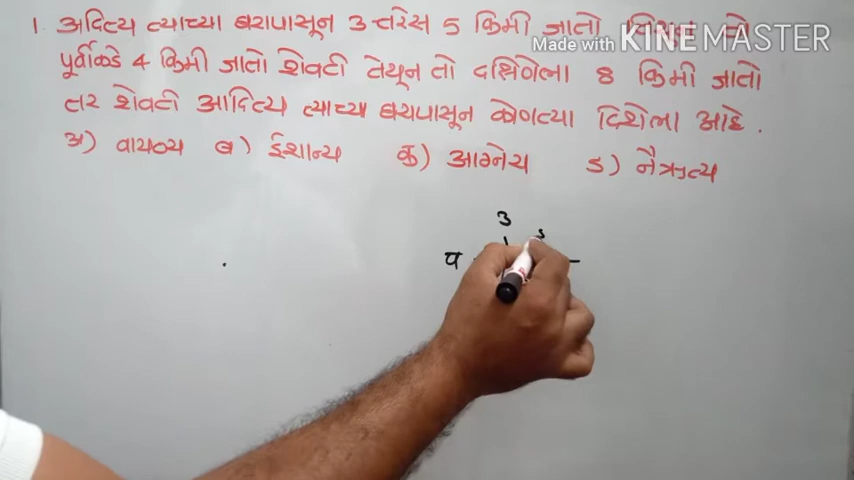 1. अदित्य त्याच्या घरापासून उत्तरेस 5 किमी जातो
Made with KINEMASTER
पूर्वीकडे 4 किमी जातो शेवटी तेथून तो दक्षिणेला 8 किमी जातो
तर शेवटी आदित्य त्याच्या घरापासून कोणत्या दिशेला आहे.
अ) वायव्य ब) ईशान्य क) आग्नेय ड) नैऋत्य
उ
प